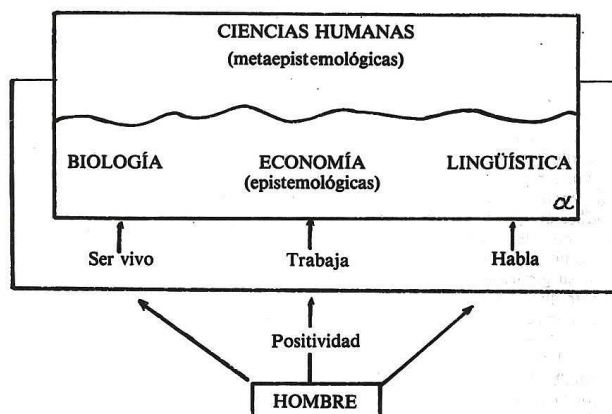 CIENCIAS HUMANAS
(metaepistemológicas)
BIOLOGÍA ECONOMÍA LINGÜÍSTICA
(epistemológicas)
α
Ser vivo Trabaja Habla
Positividad
HOMBRE